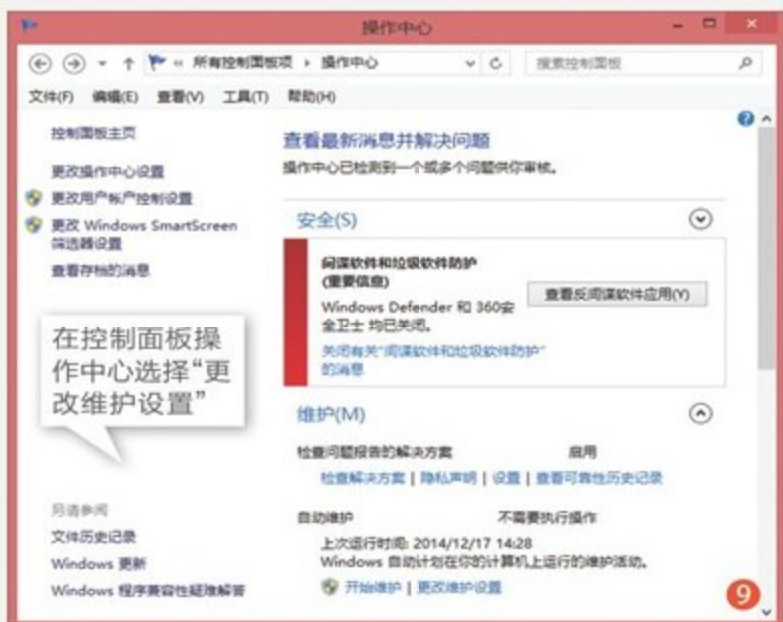 操作中心
« 所有控制面板项 ▸ 操作中心
搜索控制面板
文件(F) 编辑(E) 查看(V) 工具(T) 帮助(H)
控制面板主页
更改操作中心设置
更改用户帐户控制设置
更改 Windows SmartScreen
筛选器设置
查看存档的消息
在控制面板操
作中心选择“更
改维护设置”
另请参阅
文件历史记录
Windows 更新
Windows 程序兼容性疑难解答
查看最新消息并解决问题
操作中心已检测到一个或多个问题供你审核。
安全(S)
间谍软件和垃圾软件防护
(重要信息)
Windows Defender 和 360安
全卫士 均已关闭。
查看反间谍软件应用(Y)
关闭有关“间谍软件和垃圾软件防护”
的消息
维护(M)
检查问题报告的解决方案 启用
检查解决方案 | 隐私声明 | 设置 | 查看可靠性历史记录
自动维护 不需要执行操作
上次运行时间: 2014/12/17 14:28
Windows 自动计划在你的计算机上运行的维护活动。
开始维护 | 更改维护设置
9